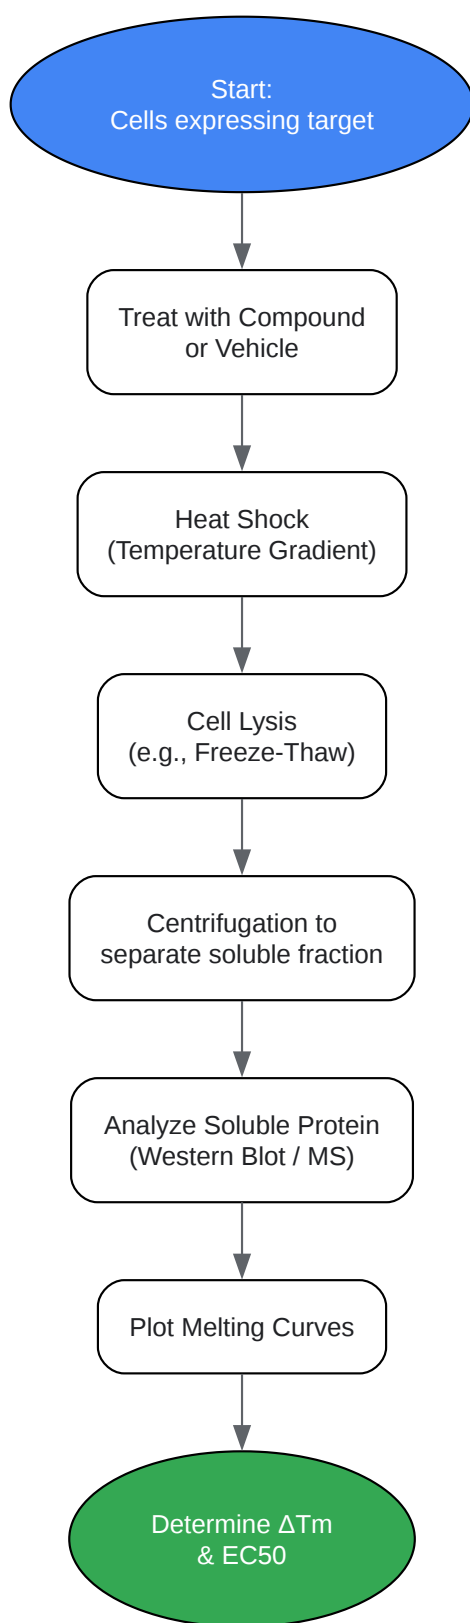 Start:
Cells expressing target
Treat with Compound
or Vehicle
Heat Shock
(Temperature Gradient)
Cell Lysis
(e.g., Freeze-Thaw)
Centrifugation to
separate soluble fraction
Analyze Soluble Protein
(Western Blot / MS)
Plot Melting Curves
Determine ΔTm
& EC50